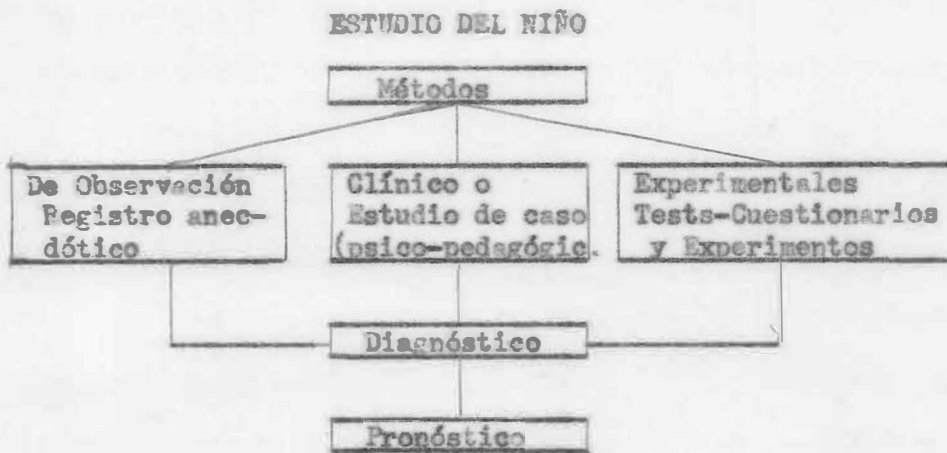 ESTUDIO DEL NIÑO
Métodos
De Observación
Registro anec-
dótico
Clínico o
Estudio de caso
(psico-pedagógic.
Experimentales
Tests-Cuestionarios
y Experimentos
Diagnóstico
Pronóstico